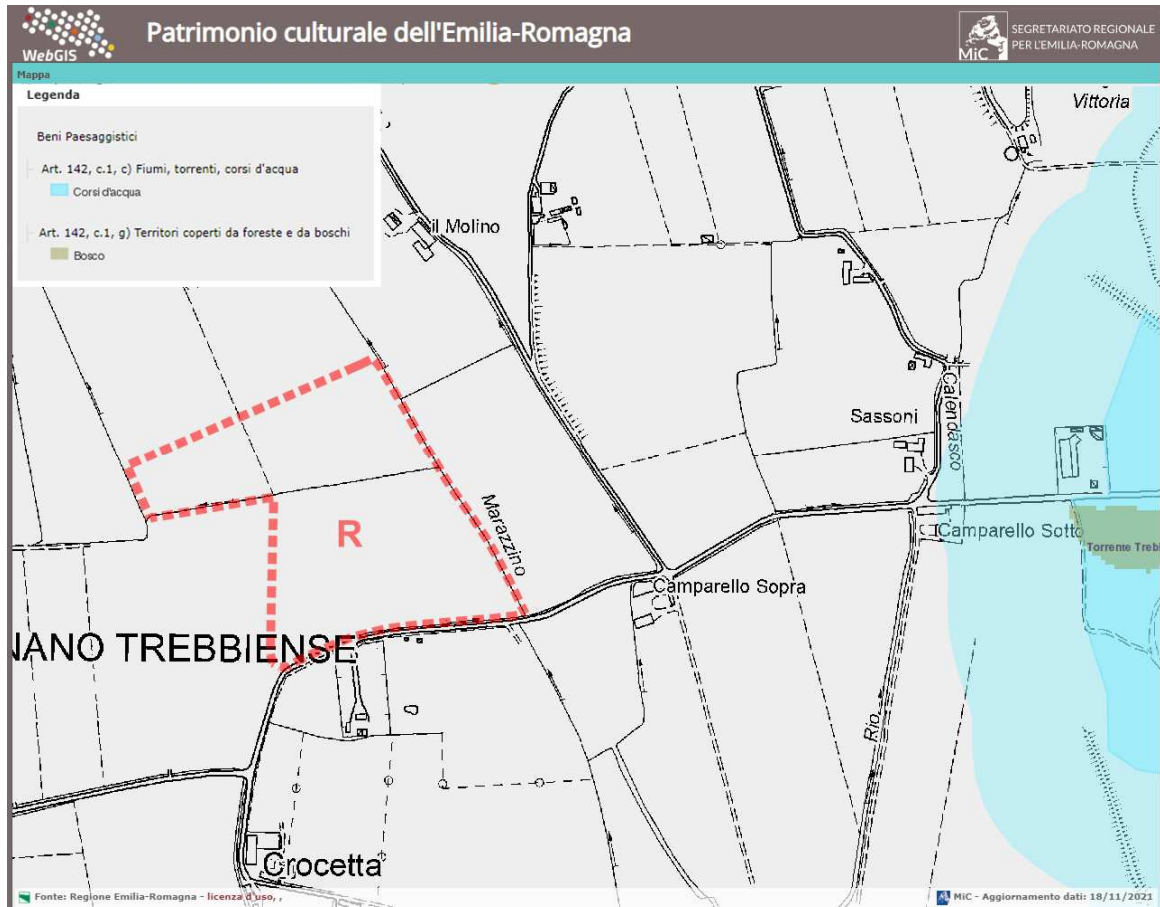 WebGIS
Patrimonio culturale dell'Emilia-Romagna
MiC
SEGRETARIATO REGIONALE
PER L'EMILIA-ROMAGNA
Mappa
Legenda
Beni Paesaggistici
Art. 142, c.1, c) Fiumi, torrenti, corsi d'acqua
Corsi d'acqua
Art. 142, c.1, g) Territori coperti da foreste e da boschi
Bosco
Vittoria
il Molino
Sassoni
Calendasco
Marazzino
R
Camparello Sotto
Torrente Trebb
Camparello Sopra
NANO TREBBIENSE
Rio
Crocetta
Fonte: Regione Emilia-Romagna - licenza d'uso, ,
MiC - Aggiornamento dati: 18/11/2021